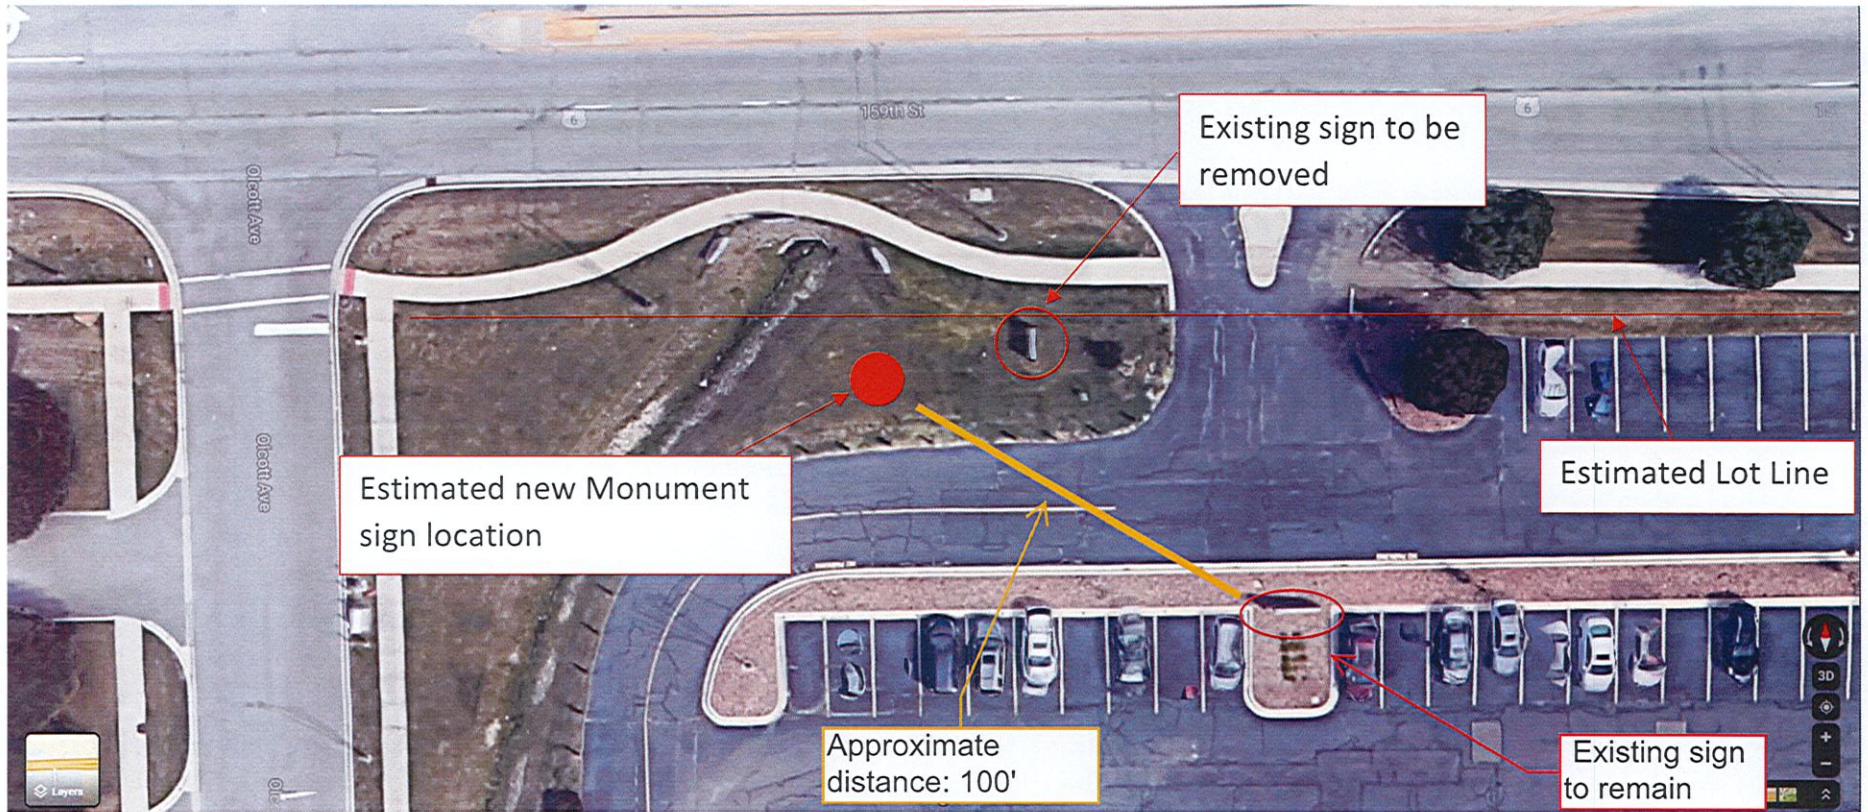 159th St
6
6
Existing sign to be
removed
Olcott Ave
Olcott Ave
Estimated new Monument
sign location
Estimated Lot Line
3D
Approximate
distance: 100'
Existing sign
to remain
Layers